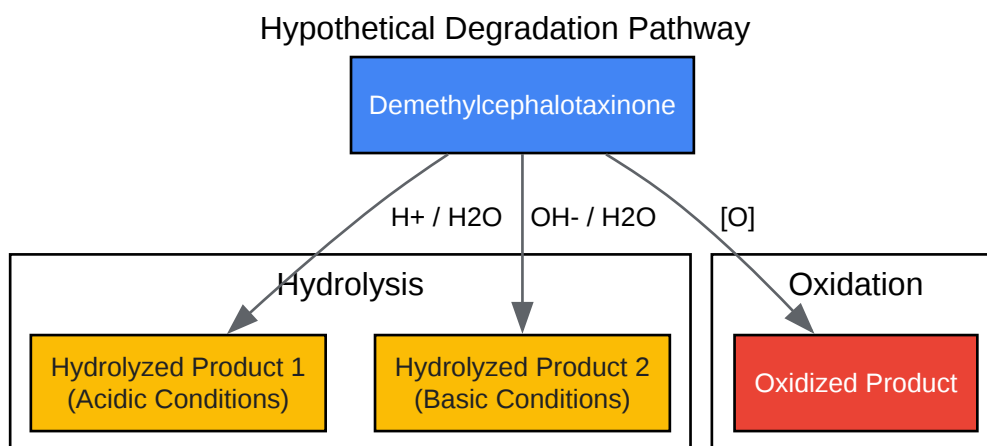 Hypothetical Degradation Pathway
Demethylcephalotaxinone
H+ / H2O
OH- / H2O
[O]
Hydrolysis
Oxidation
Hydrolyzed Product 1
(Acidic Conditions)
Hydrolyzed Product 2
(Basic Conditions)
Oxidized Product